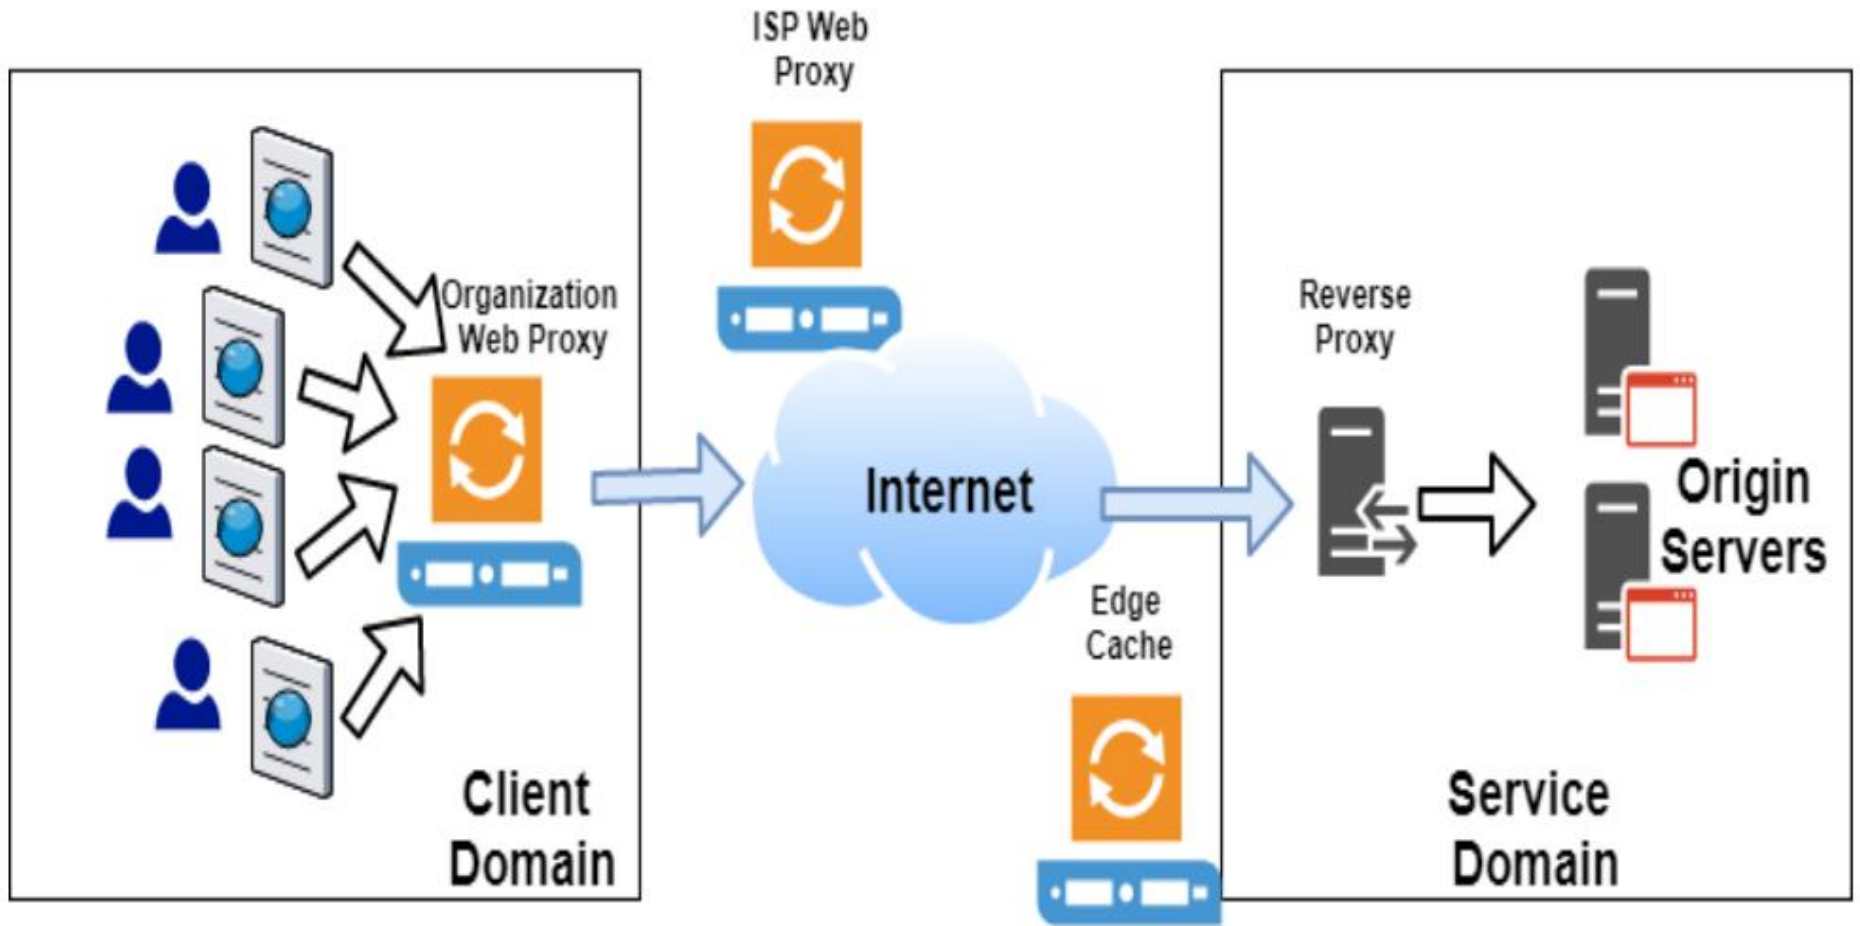 ISP Web
Proxy
Organization
Web Proxy
Reverse
Proxy
Internet
Origin
Servers
Edge
Cache
Client
Domain
Service
Domain